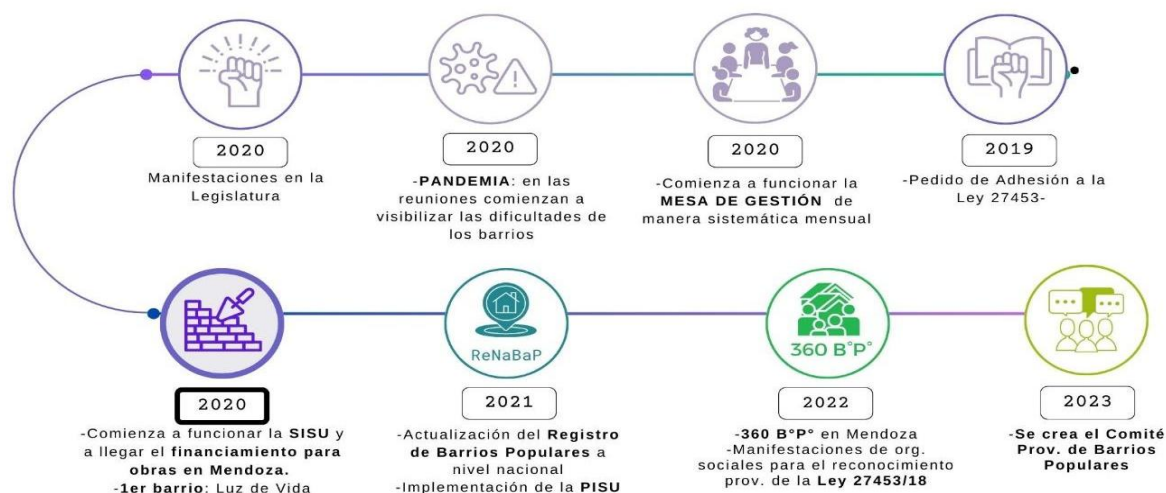 2020
Manifestaciones en la
Legislatura
2020
-PANDEMIA: en las
reuniones comienzan a
visibilizar las dificultades de
los barrios
2020
-Comienza a funcionar la
MESA DE GESTIÓN de
manera sistemática mensual
2019
-Pedido de Adhesión a la
Ley 27453-
2020
-Comienza a funcionar la SISU y
a llegar el financiamiento para
obras en Mendoza.
-1er barrio: Luz de Vida
ReNaBaP
2021
-Actualización del Registro
de Barrios Populares a
nivel nacional
-Implementación de la PISU
360 B°P°
2022
-360 B°P° en Mendoza
-Manifestaciones de org.
sociales para el reconocimiento
prov. de la Ley 27453/18
2023
-Se crea el Comité
Prov. de Barrios
Populares